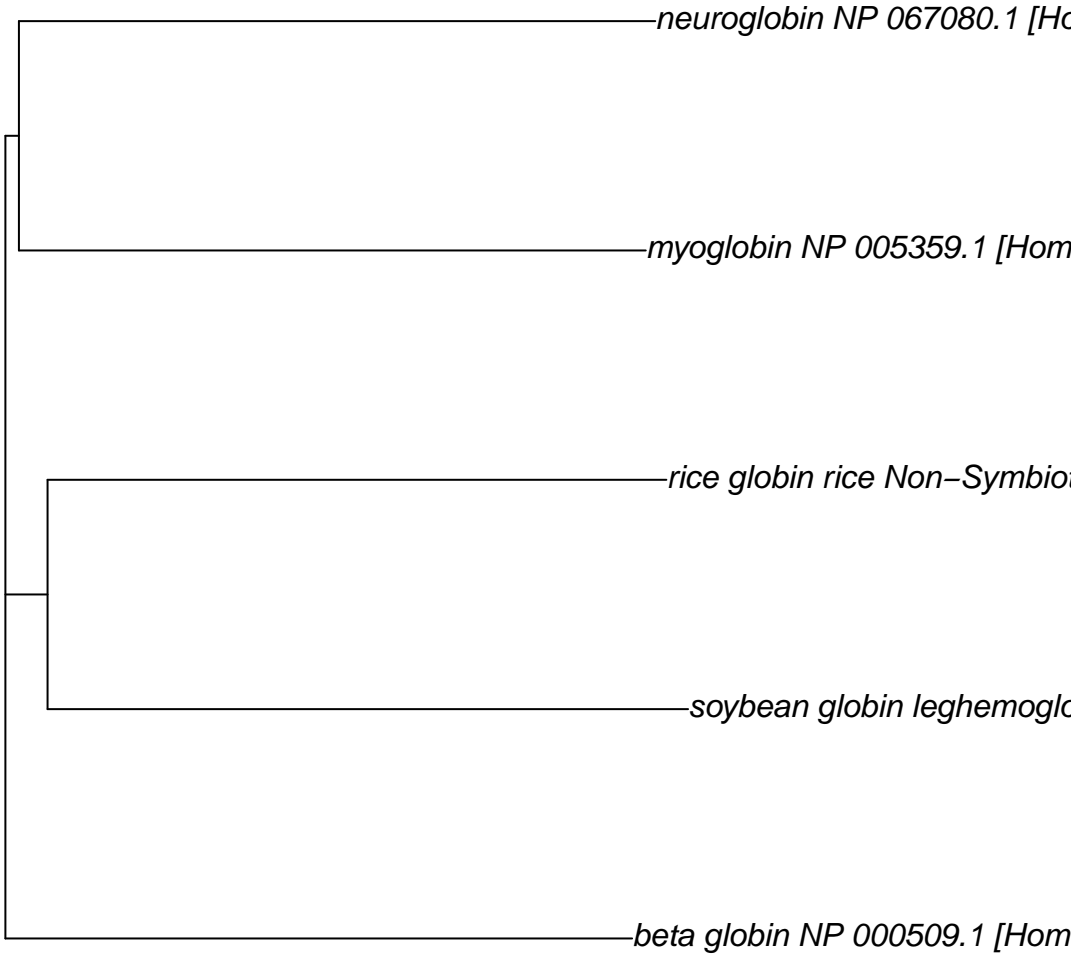 neuroglobin NP 067080.1 [Ho
myoglobin NP 005359.1 [Hom
rice globin rice Non−Symbiot
soybean globin leghemoglo
beta globin NP 000509.1 [Hom